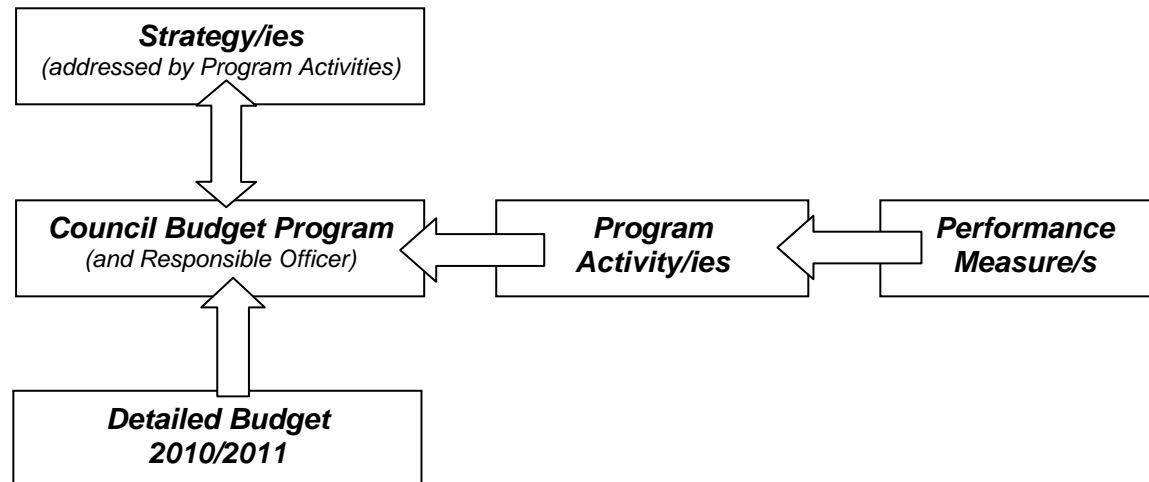 Strategy/ies
(addressed by Program Activities)
Council Budget Program
(and Responsible Officer)
Program
Activity/ies
Performance
Measure/s
Detailed Budget
2010/2011